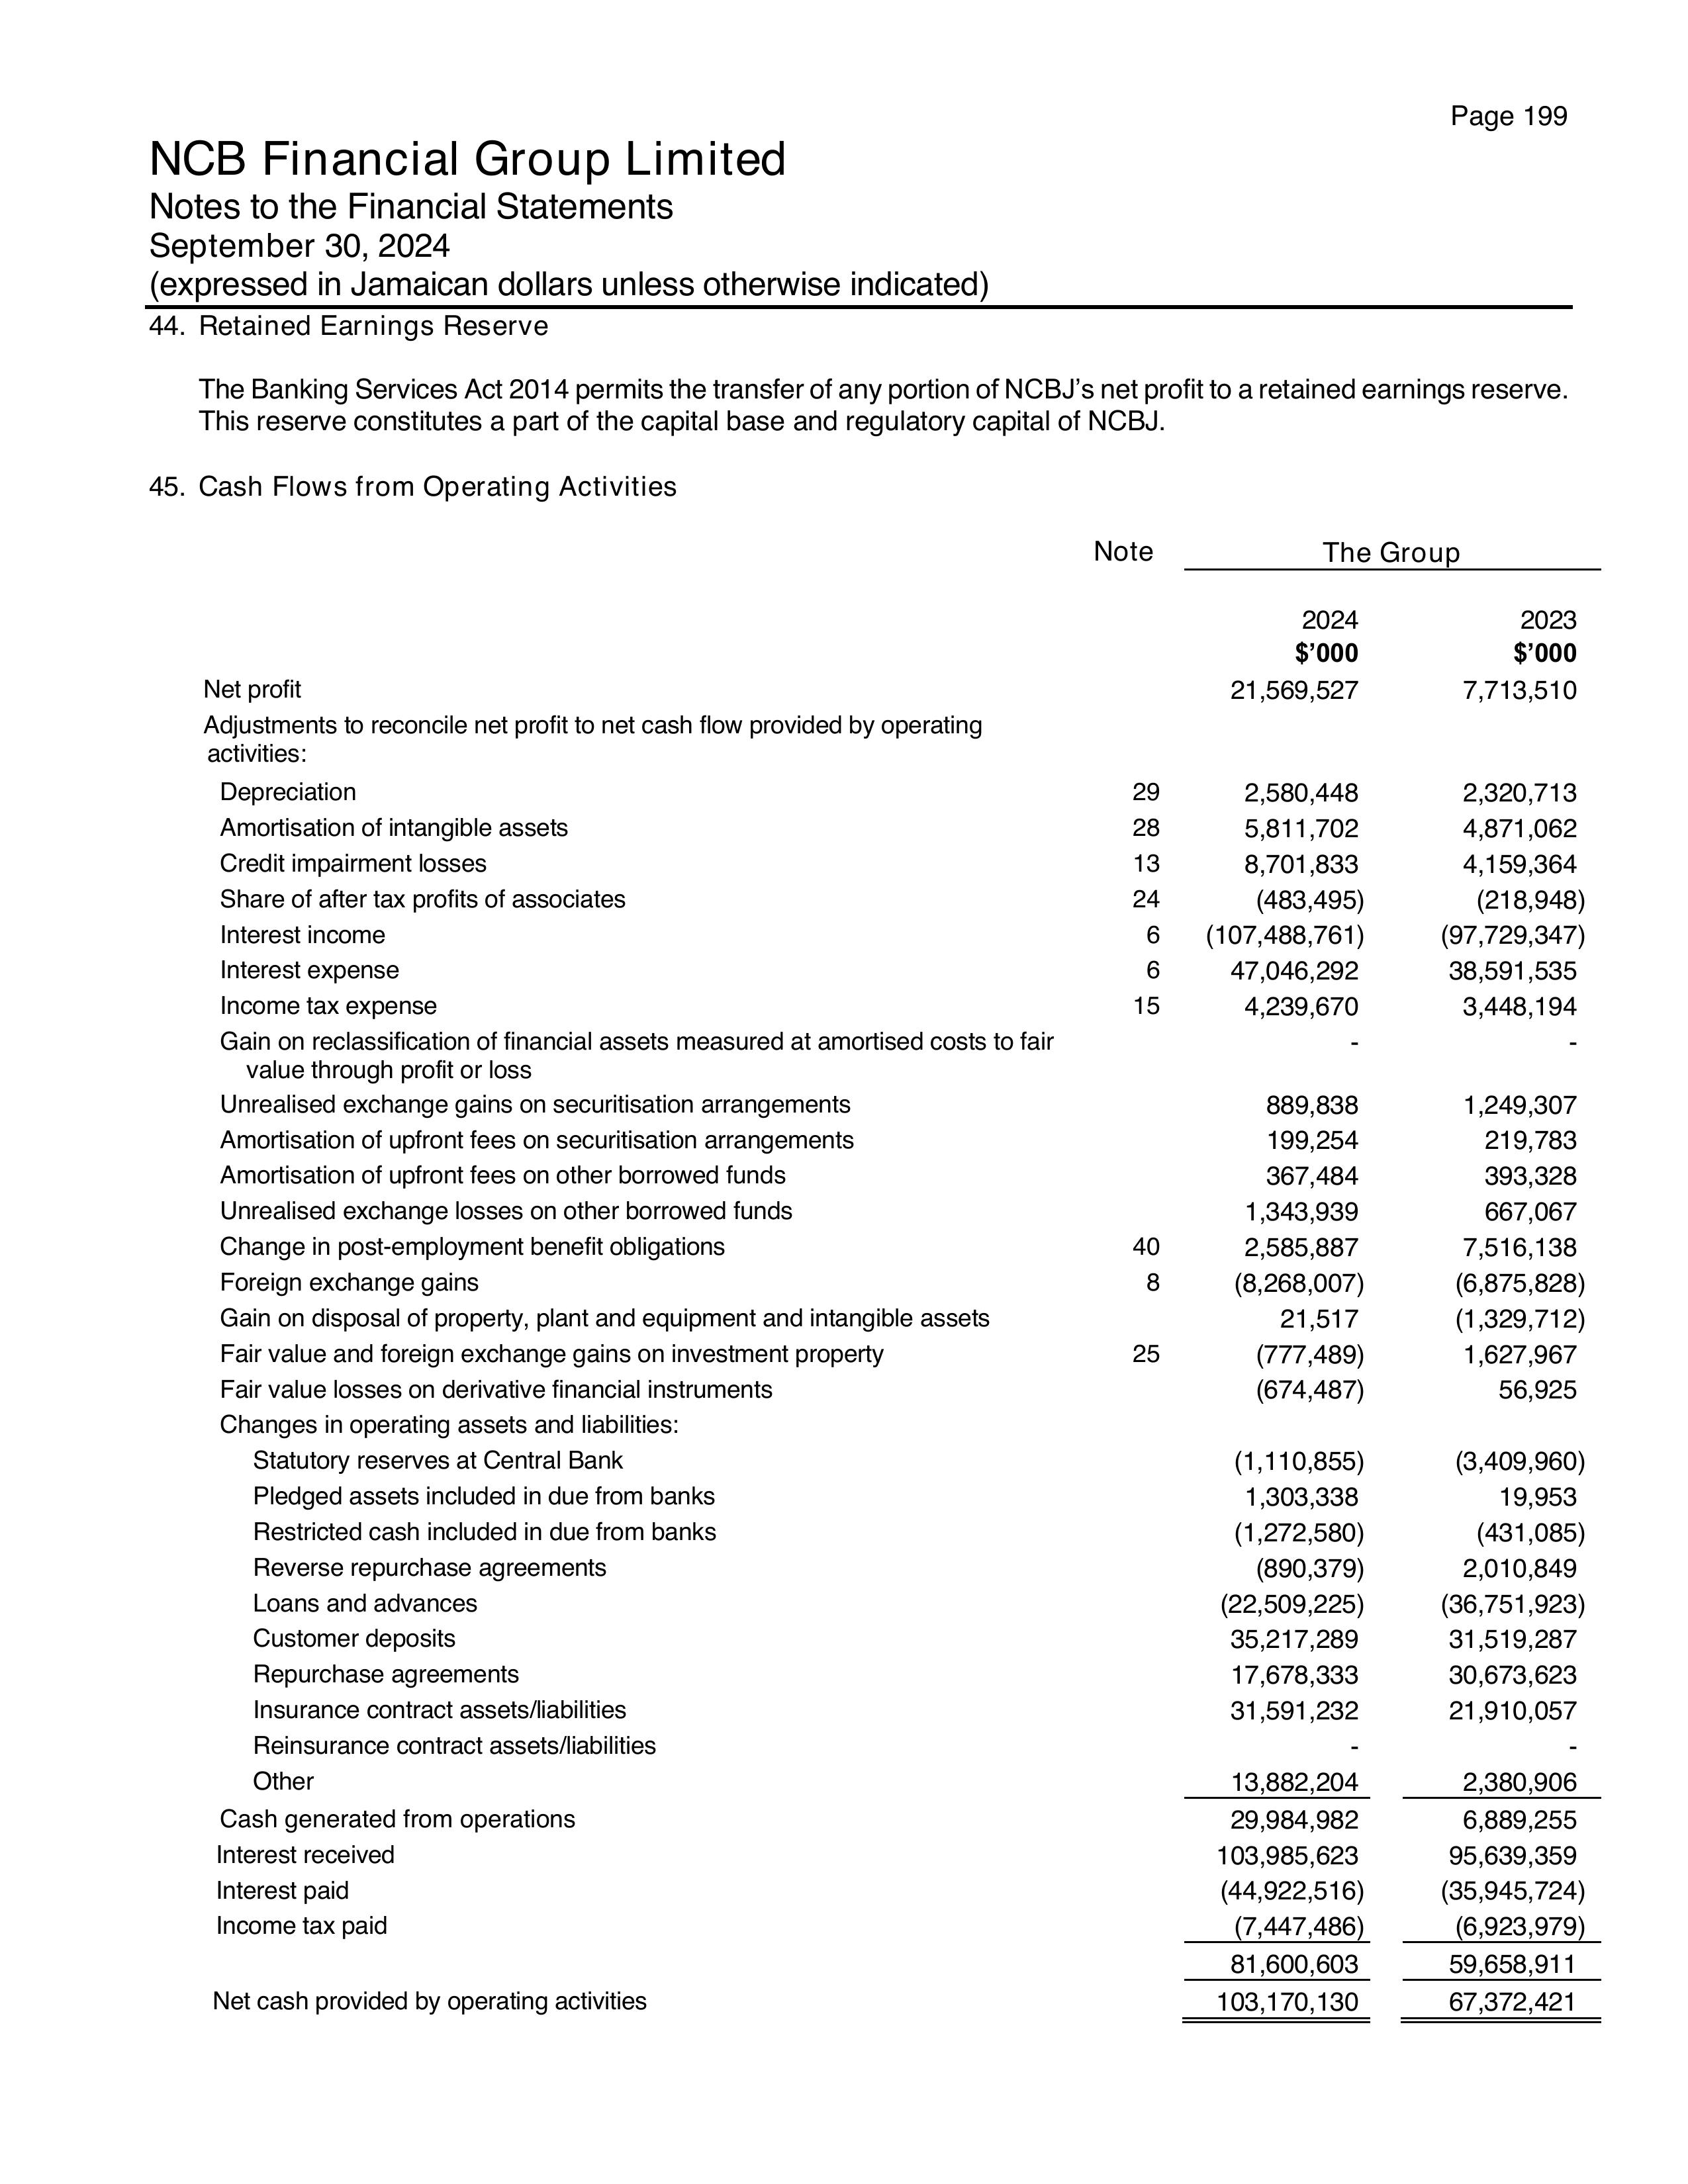 Page 199
NCB Financial Group Limited
Notes to the Financial Statements
September 30, 2024
(expressed in Jamaican dollars unless otherwise indicated)
44. Retained Earnings Reserve
The Banking Services Act 2014 permits the transfer of any portion of NCBJ's net profit to a retained earnings reserve.
This reserve constitutes a part of the capital base and regulatory capital of NCBJ.
45. Cash Flows from Operating Activities
Note The Group
2024 2023
$'000 $'000
Net profit 21,569,527 7,713,510
Adjustments to reconcile net profit to net cash flow provided by operating
activities:
Depreciation 29 2,580,448 2,320,713
Amortisation of intangible assets 28 5,811,702 4,871,062
Credit impairment losses 13 8,701,833 4,159,364
Share of after tax profits of associates 24 (483,495) (218,948)
Interest income 6 (107,488,761) (97,729,347)
Interest expense 6 47,046,292 38,591,535
Income tax expense 15 4,239,670 3,448,194
Gain on reclassification of financial assets measured at amortised costs to fair - -
value through profit or loss
Unrealised exchange gains on securitisation arrangements 889,838 1,249,307
Amortisation of upfront fees on securitisation arrangements 199,254 219,783
Amortisation of upfront fees on other borrowed funds 367,484 393,328
Unrealised exchange losses on other borrowed funds 1,343,939 667,067
Change in post-employment benefit obligations 40 2,585,887 7,516,138
Foreign exchange gains 8 (8,268,007) (6,875,828)
Gain on disposal of property, plant and equipment and intangible assets 21,517 (1,329,712)
Fair value and foreign exchange gains on investment property 25 (777,489) 1,627,967
Fair value losses on derivative financial instruments (674,487) 56,925
Changes in operating assets and liabilities:
Statutory reserves at Central Bank (1,110,855) (3,409,960)
Pledged assets included in due from banks 1,303,338 19,953
Restricted cash included in due from banks (1,272,580) (431,085)
Reverse repurchase agreements (890,379) 2,010,849
Loans and advances (22,509,225) (36,751,923)
Customer deposits 35,217,289 31,519,287
Repurchase agreements 17,678,333 30,673,623
Insurance contract assets/liabilities 31,591,232 21,910,057
Reinsurance contract assets/liabilities - -
Other 13,882,204 2,380,906
Cash generated from operations 29,984,982 6,889,255
Interest received 103,985,623 95,639,359
Interest paid (44,922,516) (35,945,724)
Income tax paid (7,447,486) (6,923,979)
81,600,603 59,658,911
Net cash provided by operating activities 103,170,130 67,372,421